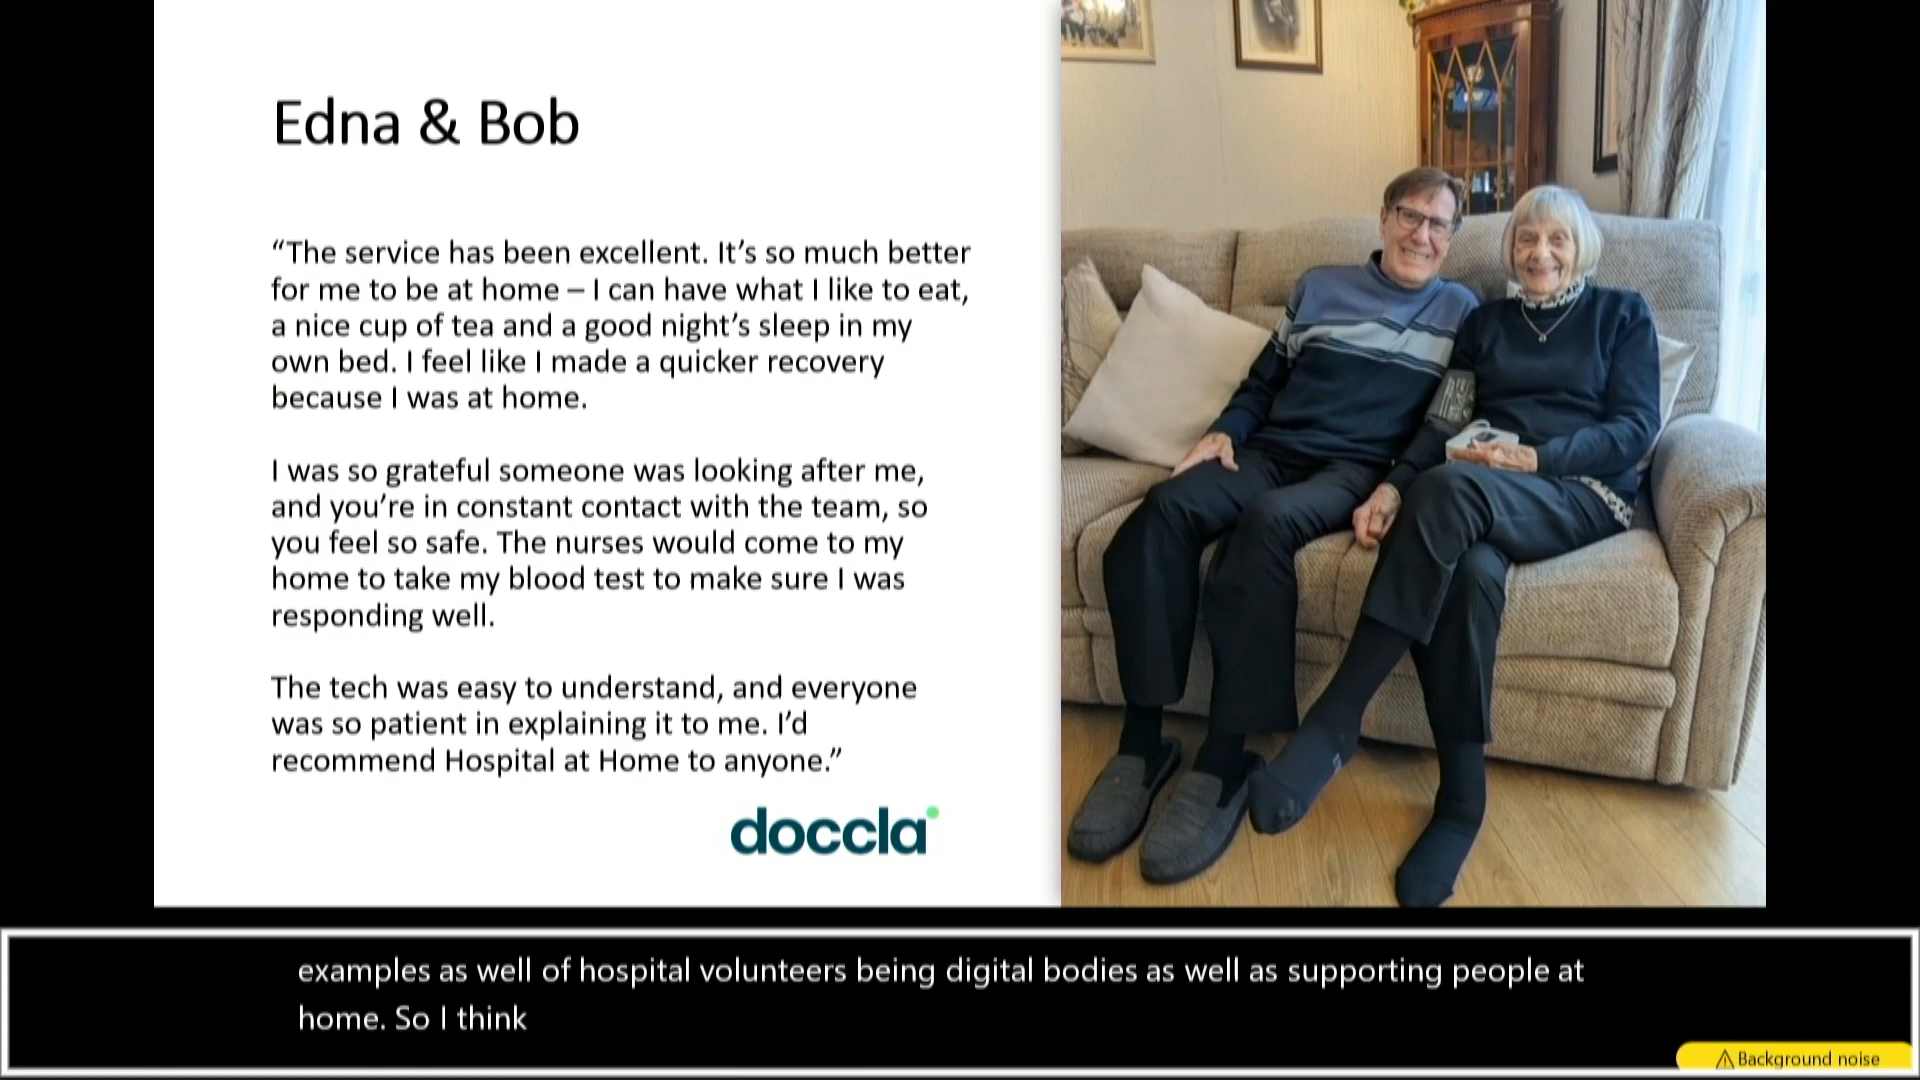 Edna & Bob
“The service has been excellent. It’s so much better
for me to be at home – I can have what I like to eat,
a nice cup of tea and a good night’s sleep in my
own bed. I feel like I made a quicker recovery
because I was at home.
I was so grateful someone was looking after me,
and you’re in constant contact with the team, so
you feel so safe. The nurses would come to my
home to take my blood test to make sure I was
responding well.
The tech was easy to understand, and everyone
was so patient in explaining it to me. I’d
recommend Hospital at Home to anyone.”
doccla
examples as well of hospital volunteers being digital bodies as well as supporting people at
home. So I think
⚠ Background noise